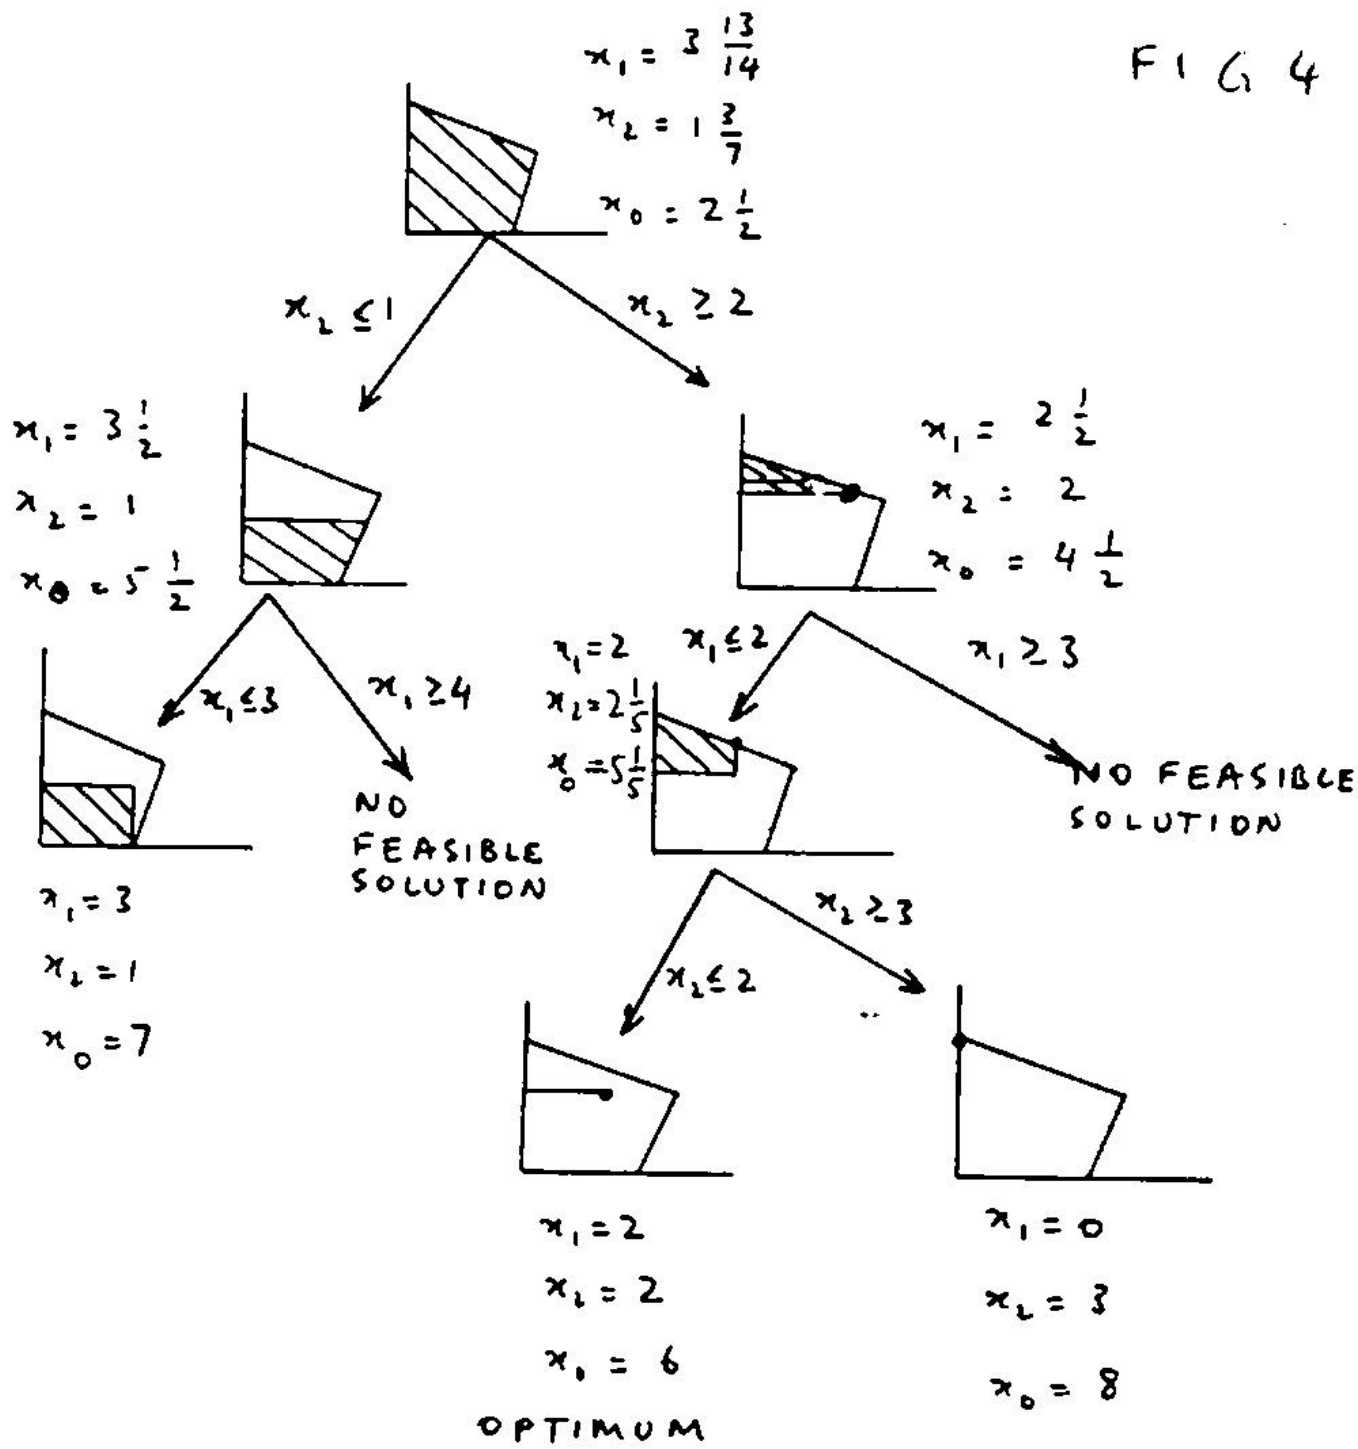 FIG 4
x₁ = 3 13/14
x₂ = 1 3/7
x₀ = 2 1/2
x₂ ≤ 1
x₂ ≥ 2
x₁ = 3 1/2
x₂ = 1
x₀ = 5 1/2
x₁ = 2 1/2
x₂ = 2
x₀ = 4 1/2
x₁ ≤ 3
x₁ ≥ 4
x₁ ≤ 2
x₁ ≥ 3
x₁ = 2
x₂ = 2 1/5
x₀ = 5 1/5
NO
FEASIBLE
SOLUTION
NO FEASIBLE
SOLUTION
x₁ = 3
x₂ = 1
x₀ = 7
x₂ ≤ 2
x₂ ≥ 3
x₁ = 2
x₂ = 2
x₀ = 6
OPTIMUM
x₁ = 0
x₂ = 3
x₀ = 8